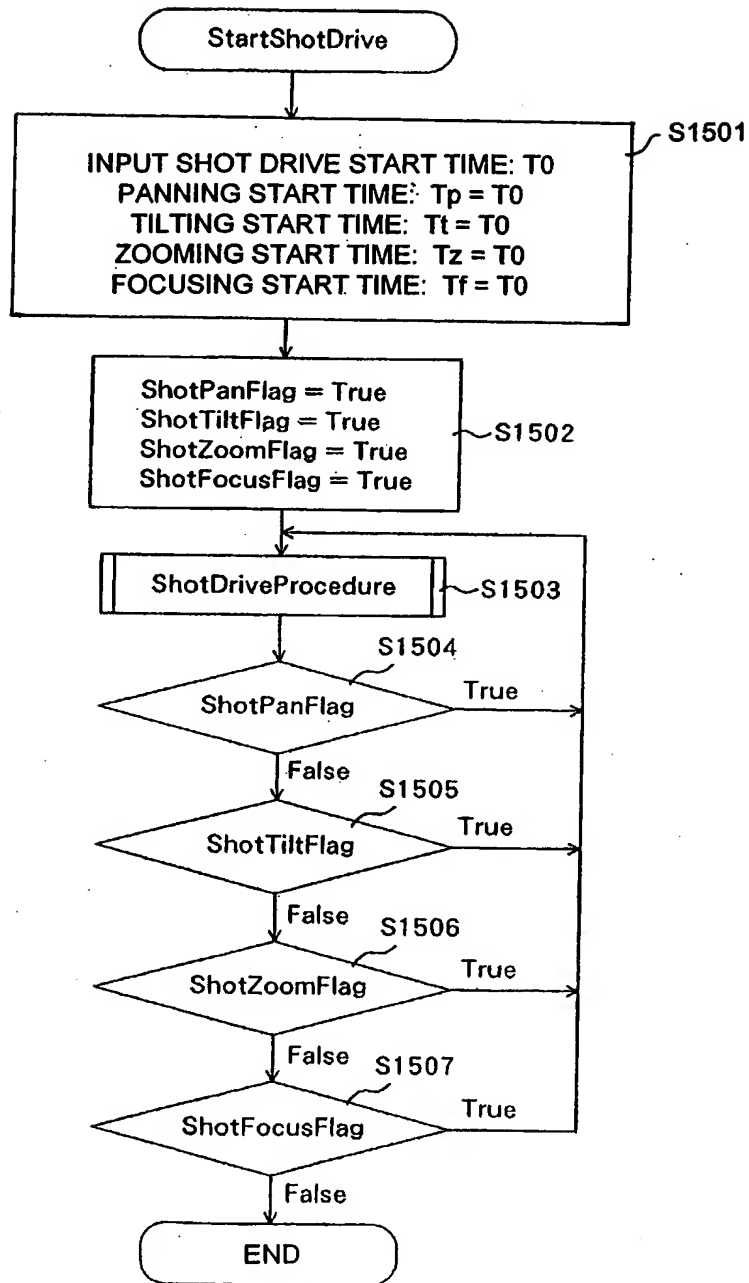 StartShotDrive
S1501
INPUT SHOT DRIVE START TIME: T0
PANNING START TIME: Tp = T0
TILTING START TIME: Tt = T0
ZOOMING START TIME: Tz = T0
FOCUSING START TIME: Tf = T0
ShotPanFlag = True
ShotTiltFlag = True
ShotZoomFlag = True
ShotFocusFlag = True
S1502
ShotDriveProcedure
S1503
S1504
ShotPanFlag
True
False
S1505
ShotTiltFlag
True
False
S1506
ShotZoomFlag
True
False
S1507
ShotFocusFlag
True
False
END